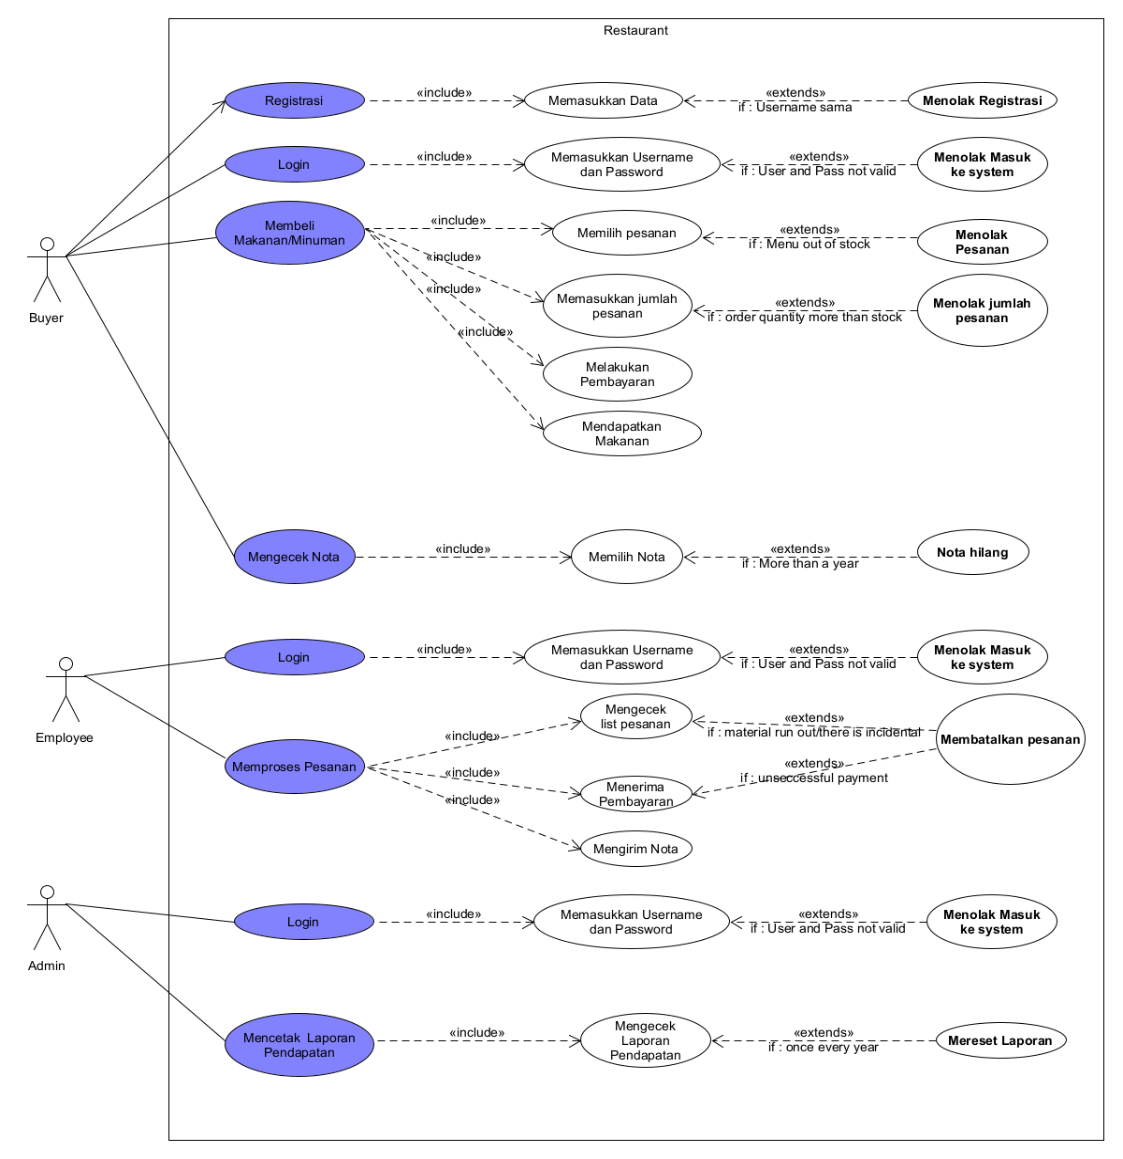 Restaurant
Registrasi
«include»
Memasukkan Data
«extends»
if : Username sama
Menolak Registrasi
Login
«include»
Memasukkan Username
dan Password
«extends»
if : User and Pass not valid
Menolak Masuk
ke system
Membeli
Makanan/Minuman
«include»
Memilih pesanan
«extends»
if : Menu out of stock
Menolak
Pesanan
«include»
Memasukkan jumlah
pesanan
«extends»
if : order quantity more than stock
Menolak jumlah
pesanan
«include»
Melakukan
Pembayaran
«include»
Mendapatkan
Makanan
Buyer
Mengecek Nota
«include»
Memilih Nota
«extends»
if : More than a year
Nota hilang
Login
«include»
Memasukkan Username
dan Password
«extends»
if : User and Pass not valid
Menolak Masuk
ke system
Employee
Memproses Pesanan
«include»
Mengecek
list pesanan
«extends»
if : material run out/there is incidental
Membatalkan pesanan
«include»
Menerima
Pembayaran
«extends»
if : unseccessful payment
«include»
Mengirim Nota
Admin
Login
«include»
Memasukkan Username
dan Password
«extends»
if : User and Pass not valid
Menolak Masuk
ke system
Mencetak Laporan
Pendapatan
«include»
Mengecek
Laporan
Pendapatan
«extends»
if : once every year
Mereset Laporan